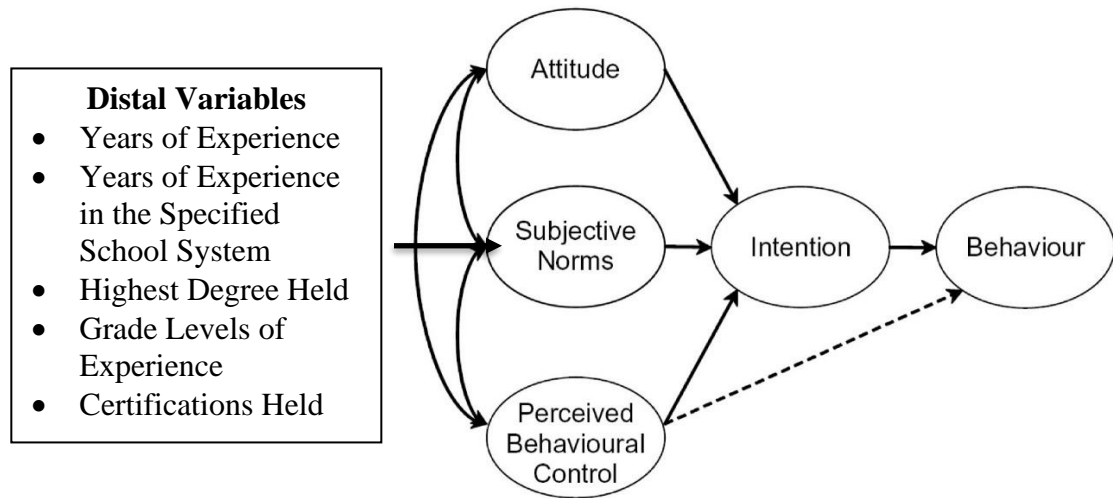 Distal Variables
• Years of Experience
• Years of Experience
in the Specified
School System
• Highest Degree Held
• Grade Levels of
Experience
• Certifications Held
Attitude
Subjective
Norms
Perceived
Behavioural
Control
Intention
Behaviour